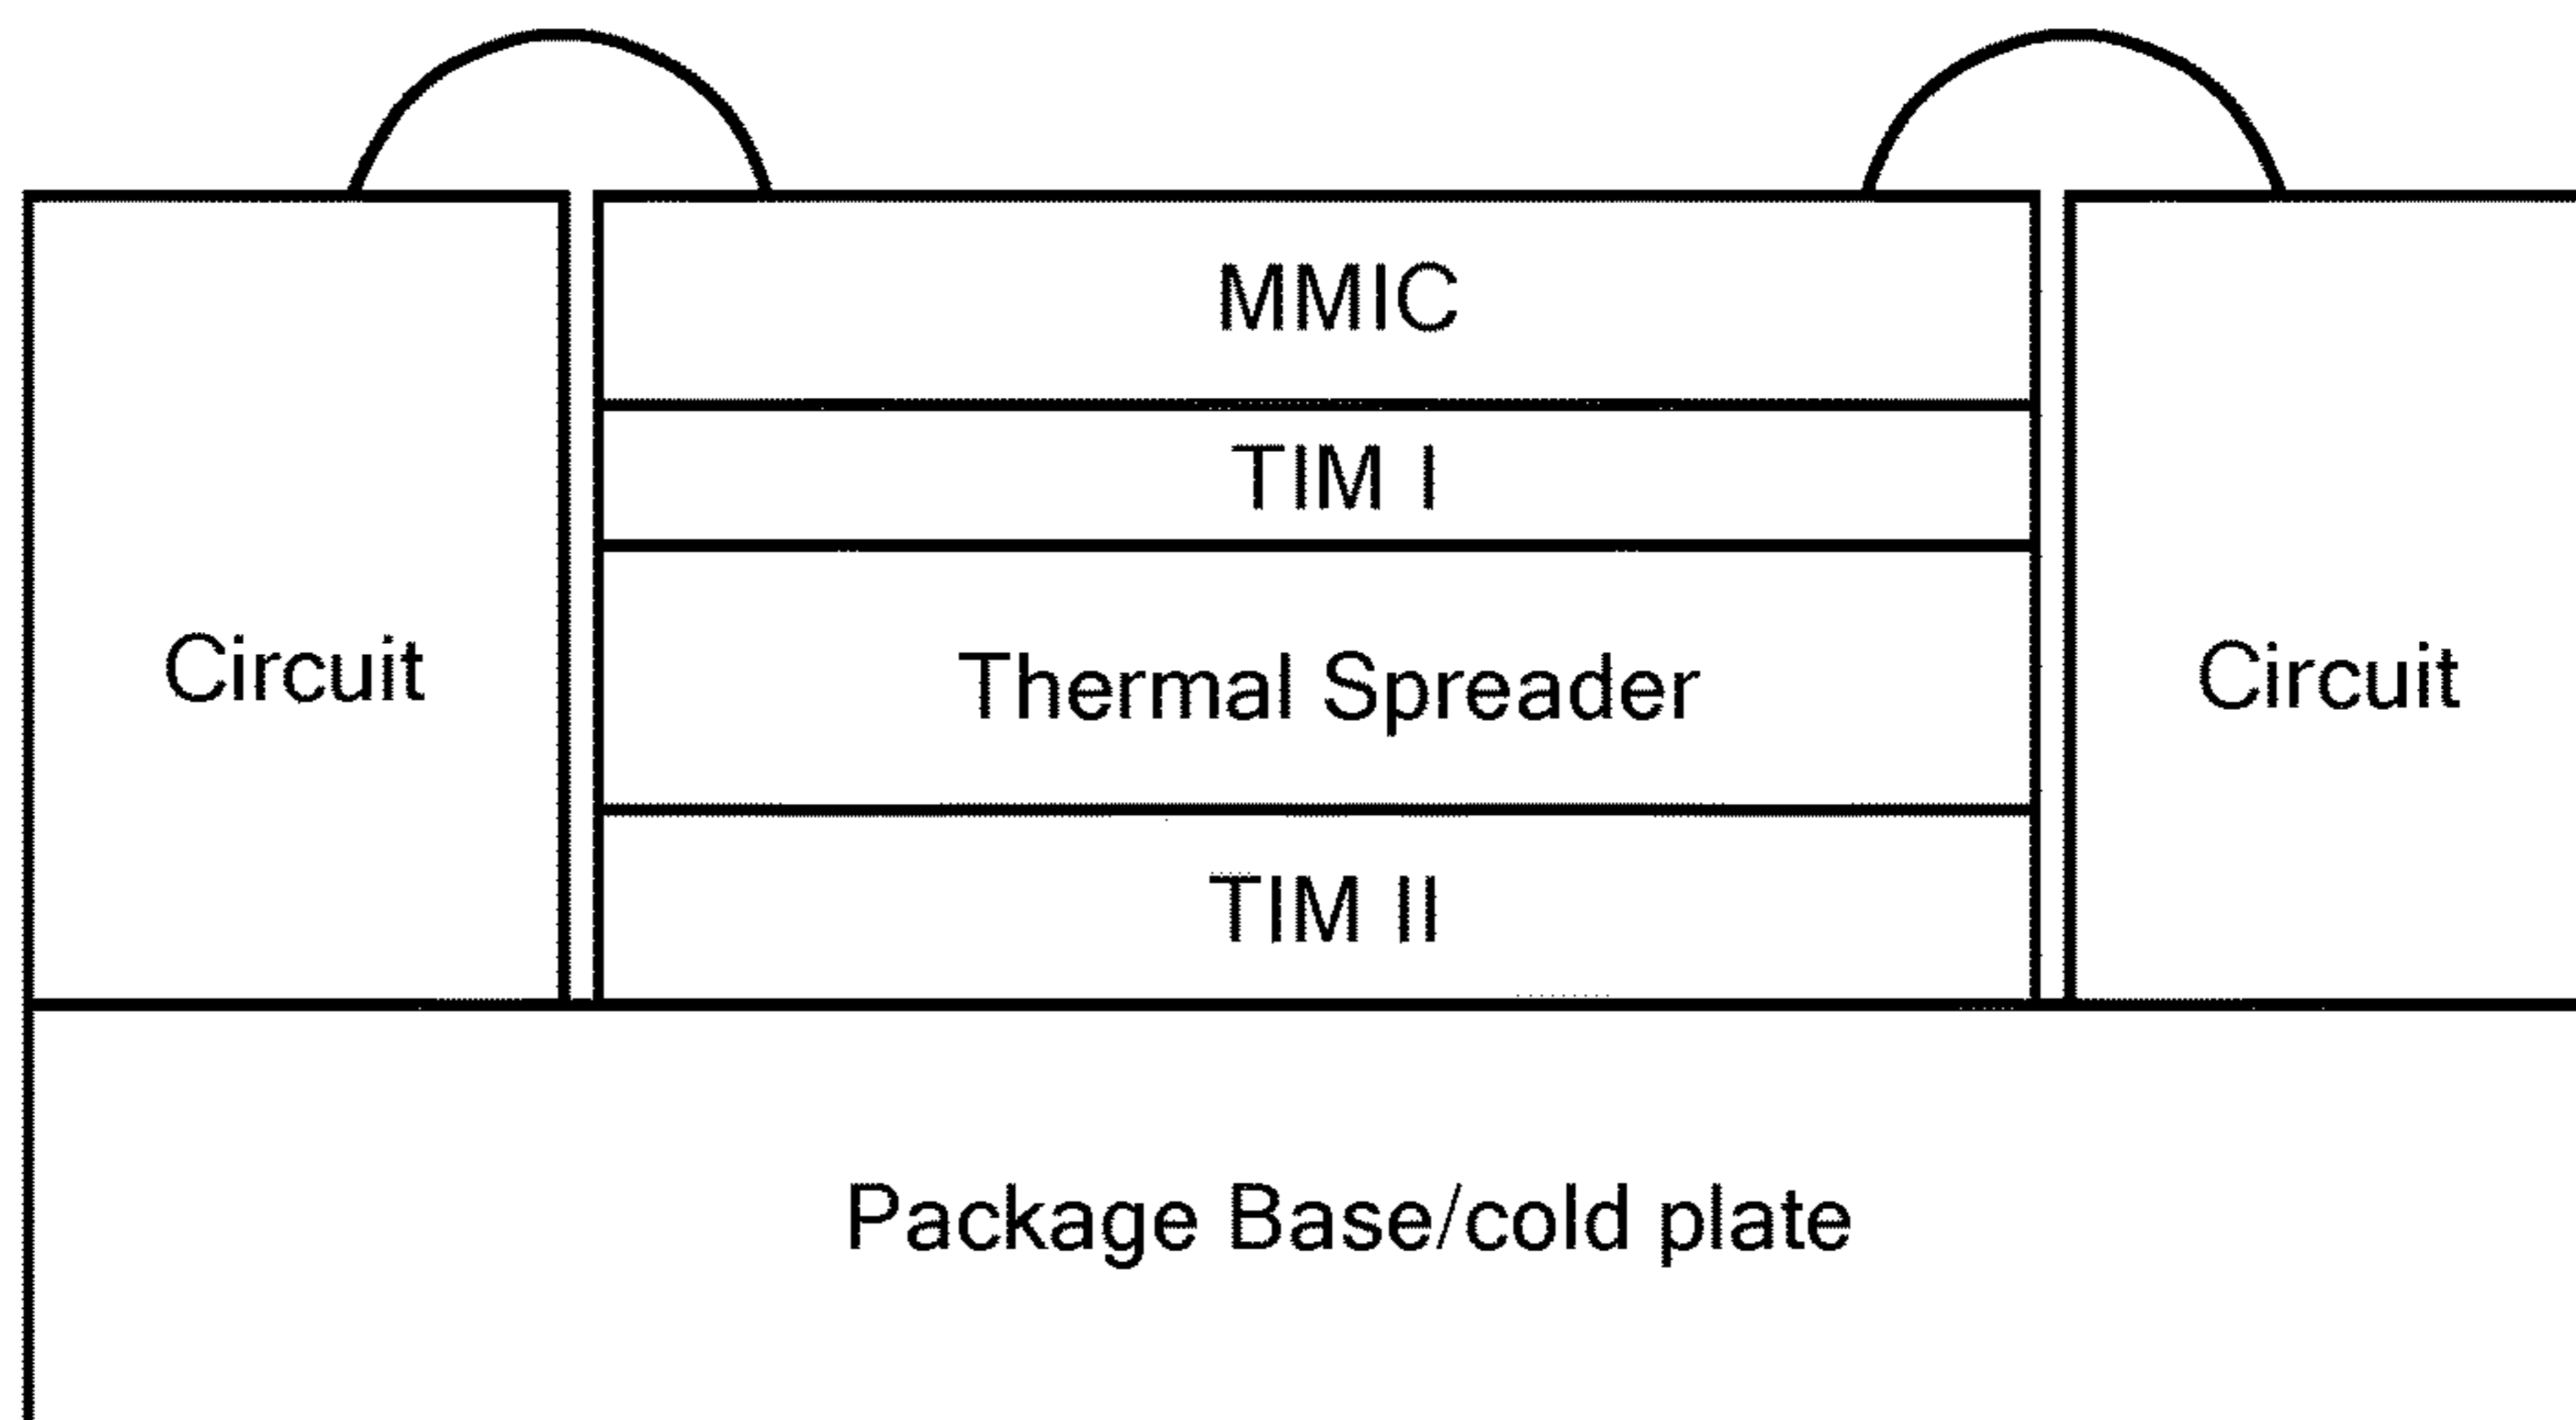 MMIC
TIM I
Circuit
Thermal Spreader
Circuit
TIM II
Package Base/cold plate